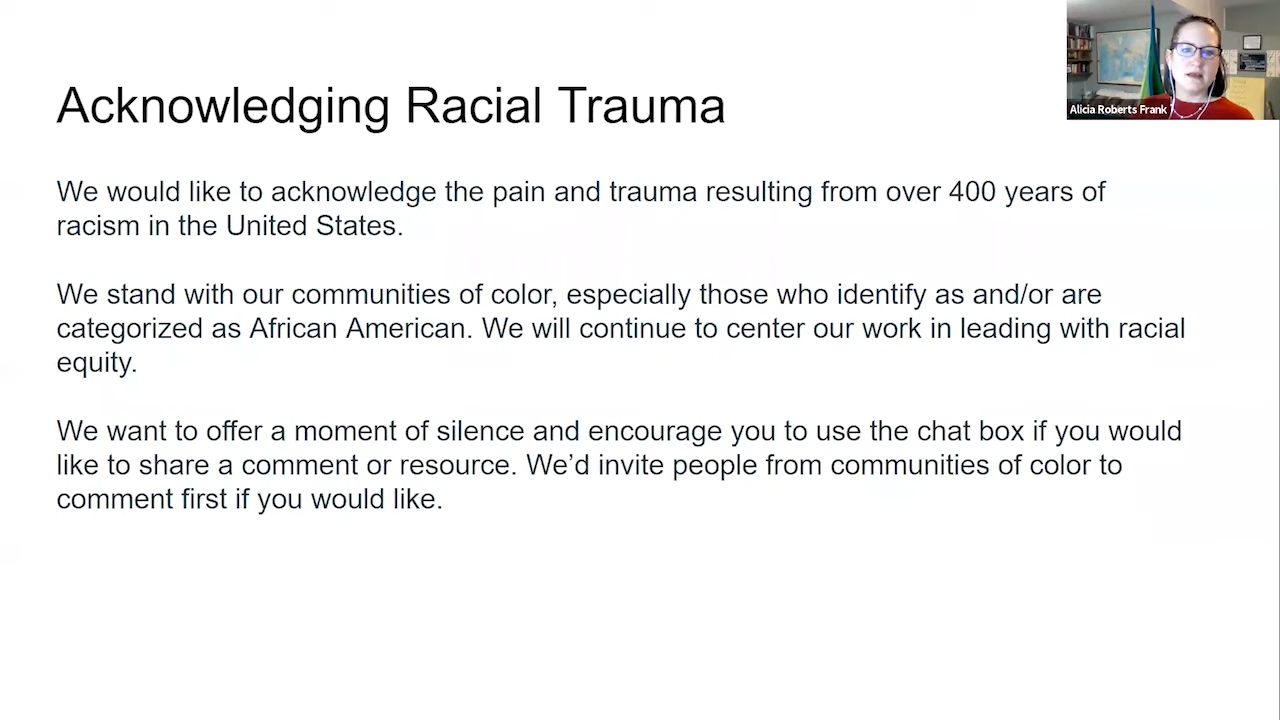 Acknowledging Racial Trauma
Alicia Roberts Frank
We would like to acknowledge the pain and trauma resulting from over 400 years of
racism in the United States.
We stand with our communities of color, especially those who identify as and/or are
categorized as African American. We will continue to center our work in leading with racial
equity.
We want to offer a moment of silence and encourage you to use the chat box if you would
like to share a comment or resource. We’d invite people from communities of color to
comment first if you would like.